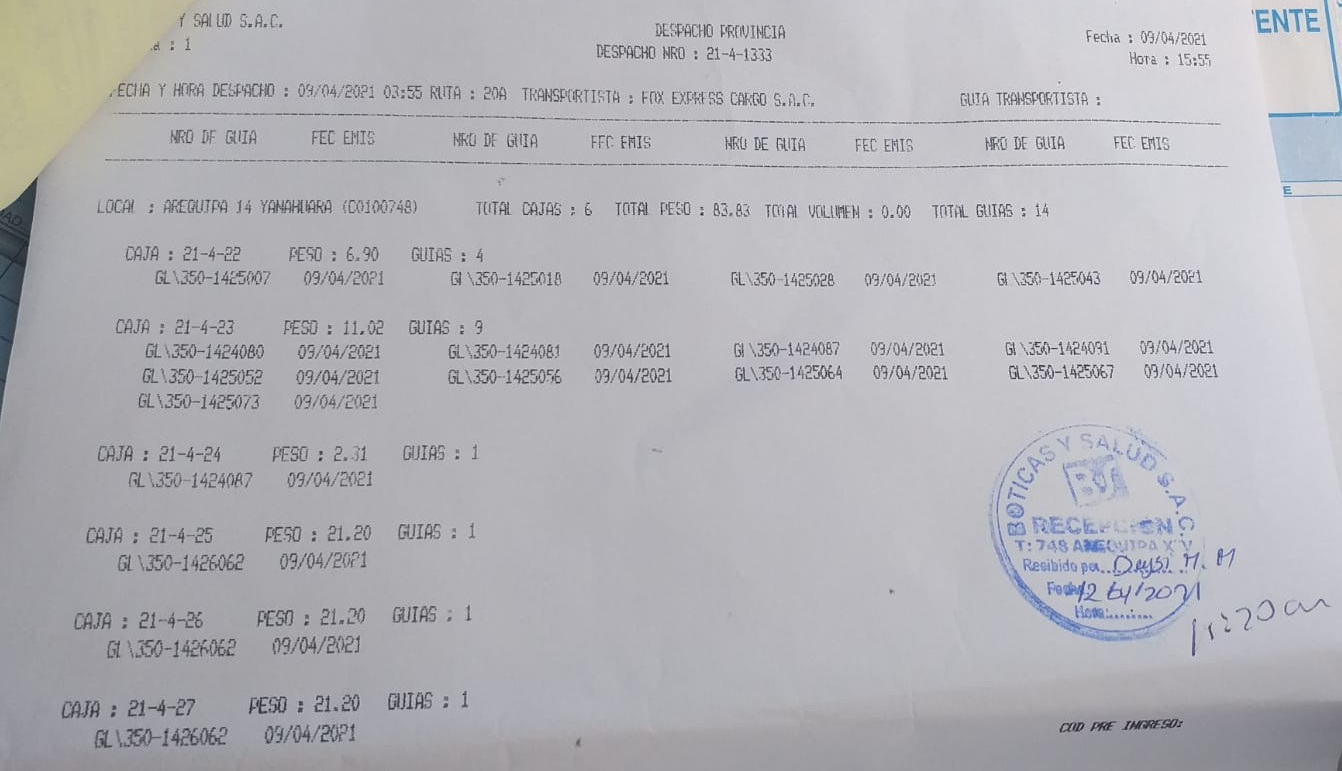 Y SALUD S.A.C.
a : 1
DESPACHO PROVINCIA
DESPACHO NRO : 21-4-1333
Fecha : 09/04/2021
Hora : 15:55
ENTE
FECHA Y HORA DESPACHO : 09/04/2021 03:55 RUTA : 20A TRANSPORTISTA : FOX EXPRESS CARGO S.A.C. GUIA TRANSPORTISTA :
NRO DE GUIA FEC EMIS NRO DE GUIA FEC EMIS NRO DE GUIA FEC EMIS NRO DE GUIA FEC EMIS
E
LOCAL : AREQUIPA 14 YANAHUARA (C0100748) TOTAL CAJAS : 6 TOTAL PESO : 83.83 TOTAL VOLUMEN : 0.00 TOTAL GUIAS : 14
CAJA : 21-4-22 PESO : 6.90 GUIAS : 4
GL\350-1425007 09/04/2021 GL\350-1425018 09/04/2021 GL\350-1425028 09/04/2021 GL\350-1425043 09/04/2021
CAJA : 21-4-23 PESO : 11.02 GUIAS : 9
GL\350-1424080 09/04/2021 GL\350-1424081 09/04/2021 GL\350-1424087 09/04/2021 GL\350-1424091 09/04/2021
GL\350-1425052 09/04/2021 GL\350-1425056 09/04/2021 GL\350-1425064 09/04/2021 GL\350-1425067 09/04/2021
GL\350-1425073 09/04/2021
CAJA : 21-4-24 PESO : 2.31 GUIAS : 1
GL\350-1424087 09/04/2021
CAJA : 21-4-25 PESO : 21.20 GUIAS : 1
GL\350-1426062 09/04/2021
CAJA : 21-4-26 PESO : 21.20 GUIAS : 1
GL\350-1426062 09/04/2021
CAJA : 21-4-27 PESO : 21.20 GUIAS : 1
GL\350-1426062 09/04/2021
BOTICAS Y SALUD S.A.C.
RECEPCION
T: 748 AREQUIPA XIV
Recibido por Deysi M. M
Fecha 12/04/2021
Hora:
COD PRE INGRESO: